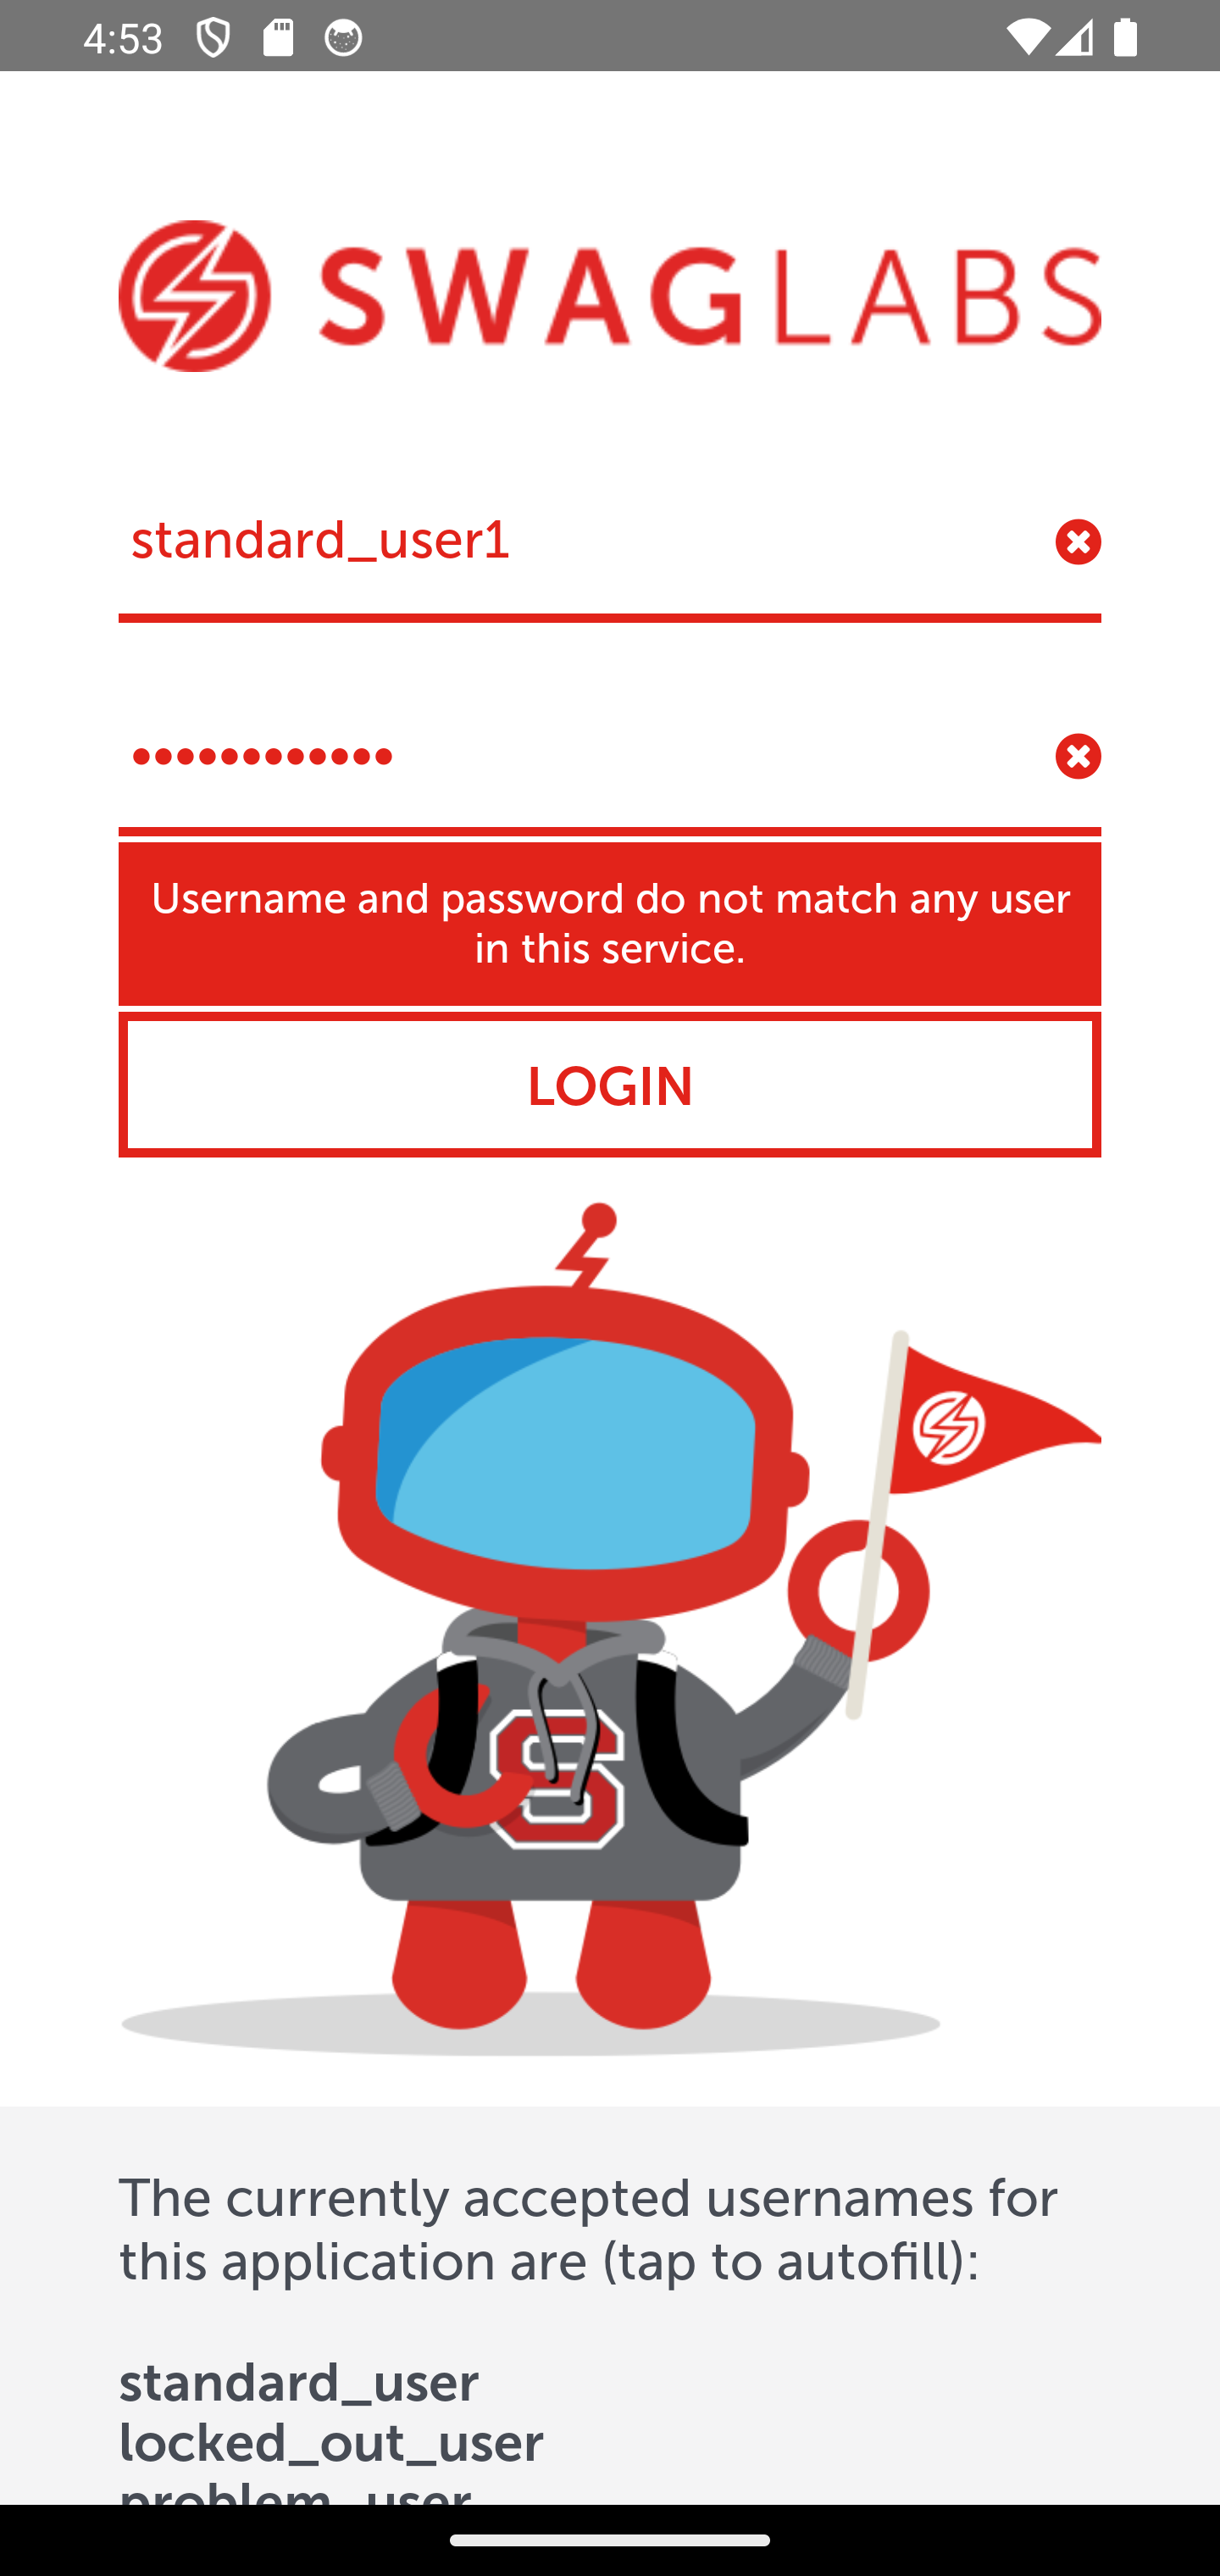 4:53
SWAGLABS
standard_user1
••••••••••••
Username and password do not match any user
in this service.
LOGIN
S
The currently accepted usernames for
this application are (tap to autofill):
standard_user
locked_out_user
problem_user